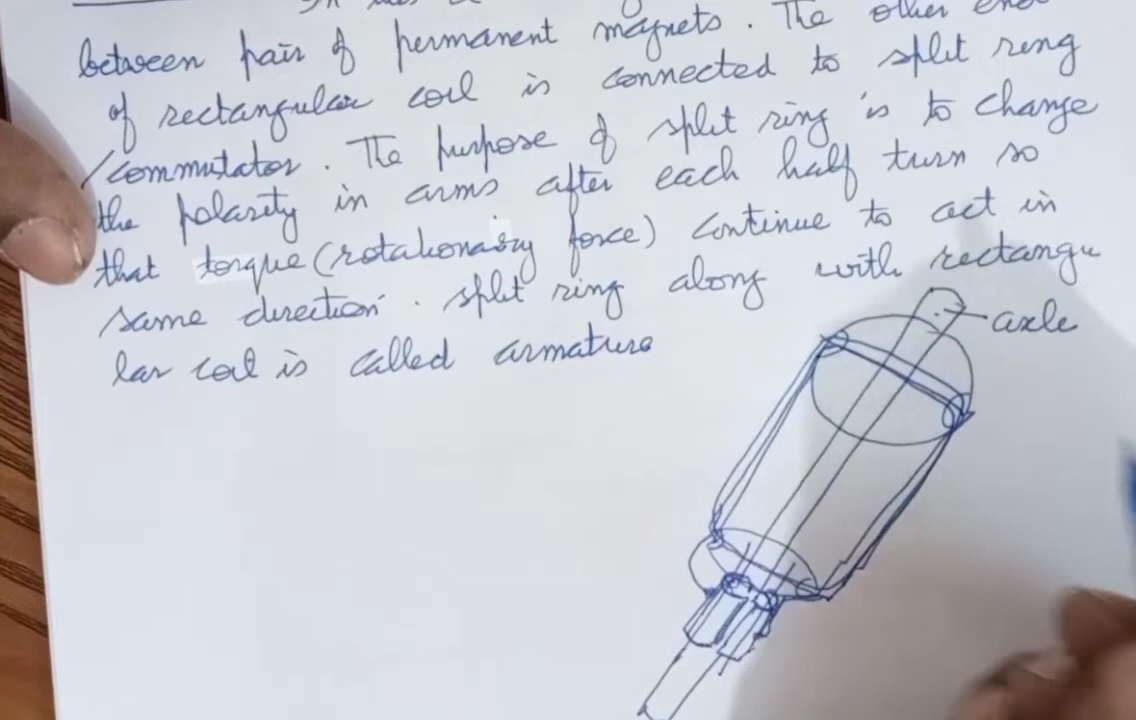 between pair of permanent magnets. The other end
of rectangular coil is connected to split ring
/commutator. The purpose of split ring is to change
the polarity in arms after each half turn so
that torque (rotationary force) continue to act in
same direction. split ring along with rectangu
lar coil is called armature
axle